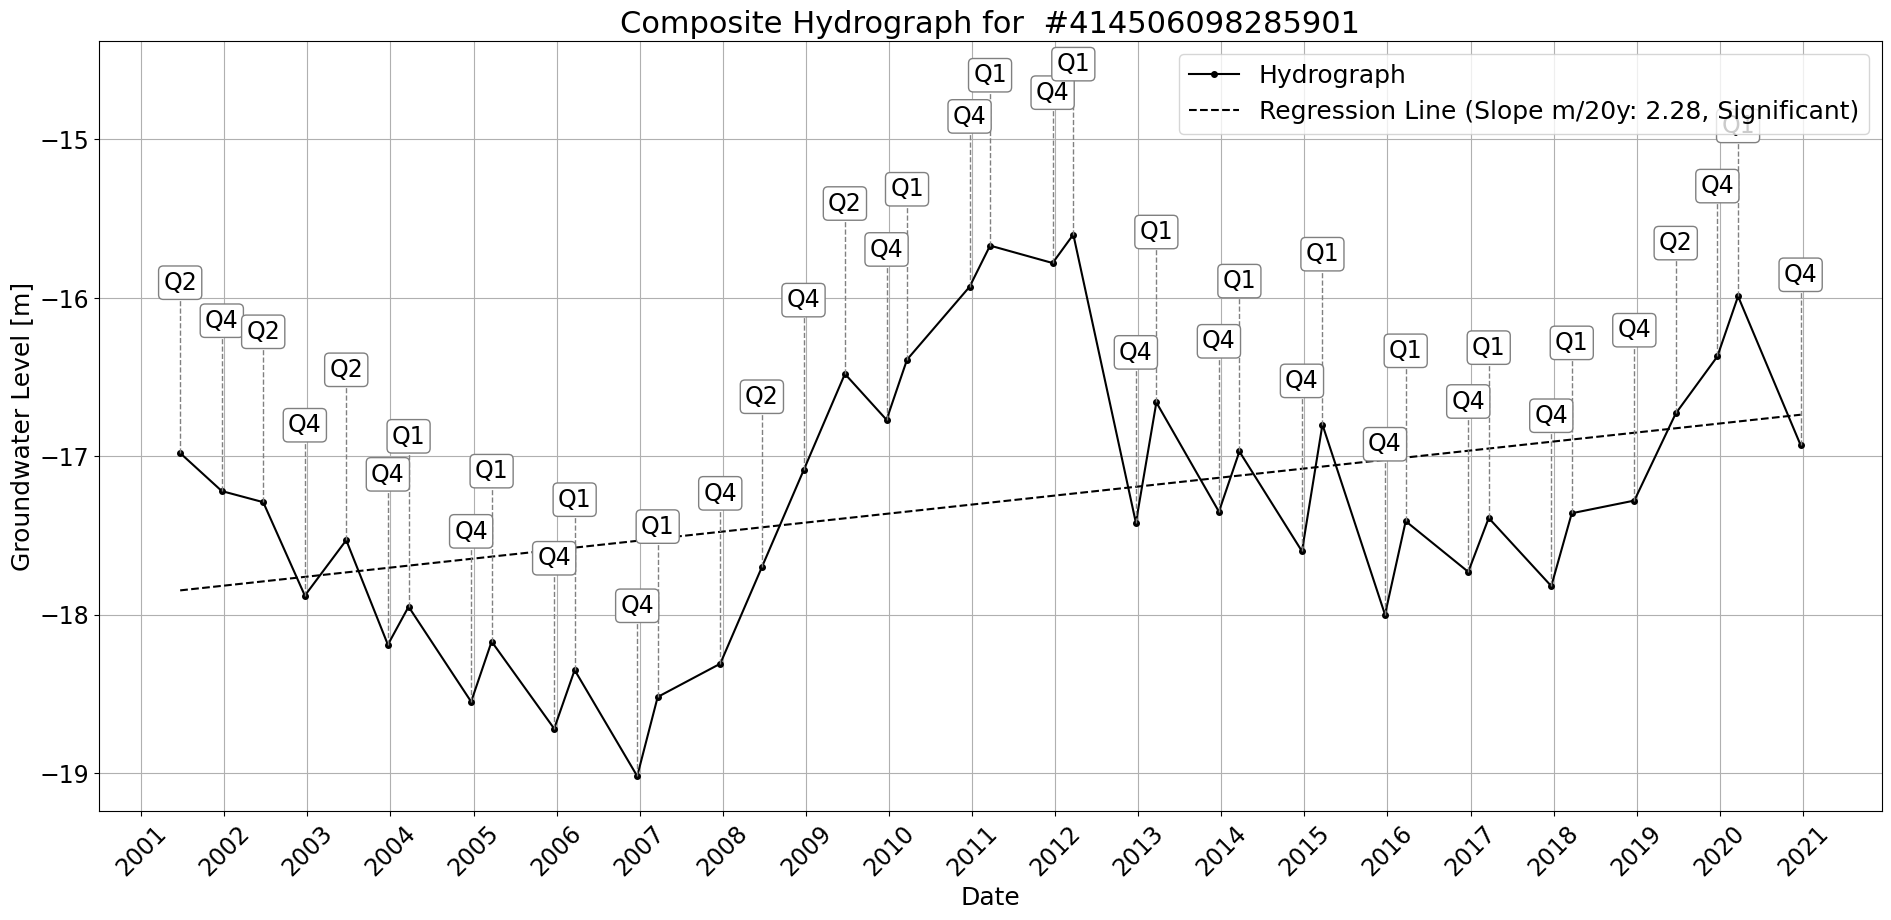 Composite Hydrograph for  #414506098285901
Hydrograph
Regression Line (Slope m/20y: 2.28, Significant)
Groundwater Level [m]
−15
−16
−17
−18
−19
Q2
Q4
Q2
Q4
Q2
Q4
Q1
Q4
Q1
Q4
Q1
Q4
Q1
Q4
Q2
Q4
Q2
Q4
Q1
Q4
Q1
Q4
Q1
Q4
Q1
Q4
Q1
Q4
Q1
Q4
Q1
Q4
Q1
Q4
Q1
Q4
Q2
Q4
Q1
Q4
2001
2002
2003
2004
2005
2006
2007
2008
2009
2010
2011
2012
2013
2014
2015
2016
2017
2018
2019
2020
2021
Date